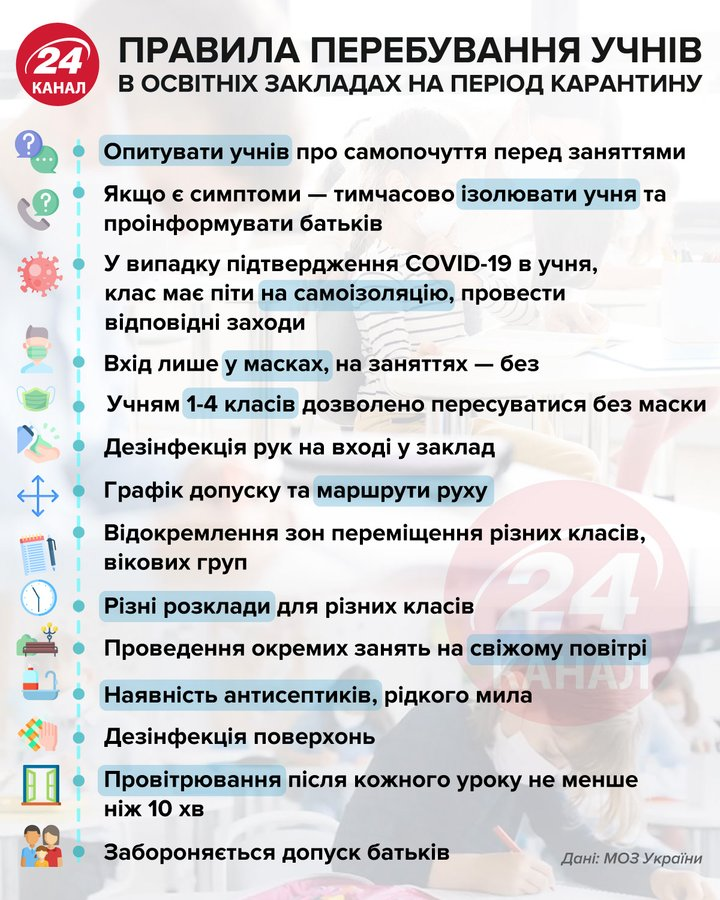 24
КАНАЛ
ПРАВИЛА ПЕРЕБУВАННЯ УЧНІВ
В ОСВІТНІХ ЗАКЛАДАХ НА ПЕРІОД КАРАНТИНУ
Опитувати учнів про самопочуття перед заняттями
Якщо є симптоми — тимчасово ізолювати учня та
проінформувати батьків
У випадку підтвердження COVID-19 в учня,
клас має піти на самоізоляцію, провести
відповідні заходи
Вхід лише у масках, на заняттях — без
Учням 1-4 класів дозволено пересуватися без маски
Дезінфекція рук на вході у заклад
Графік допуску та маршрути руху
Відокремлення зон переміщення різних класів,
вікових груп
Різні розклади для різних класів
Проведення окремих занять на свіжому повітрі
Наявність антисептиків, рідкого мила
Дезінфекція поверхонь
Провітрювання після кожного уроку не менше
ніж 10 хв
Забороняється допуск батьків
Дані: МОЗ України
24
КАНАЛ